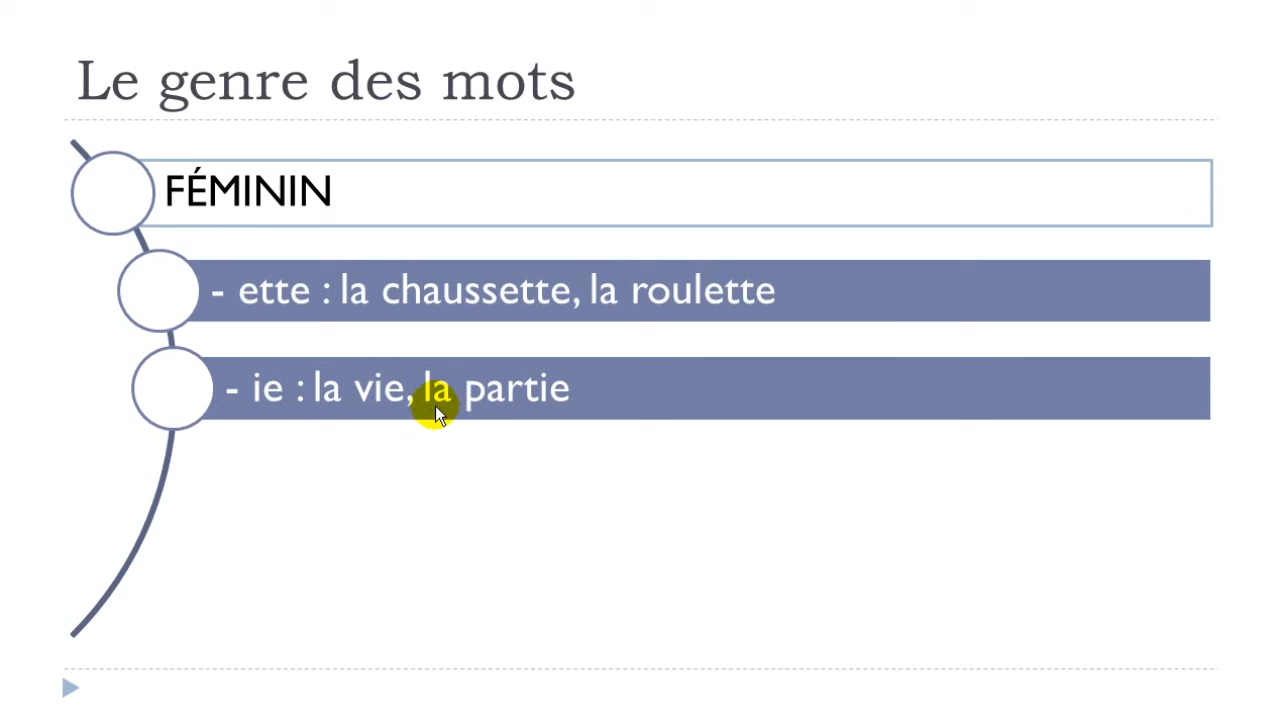 Le genre des mots
FÉMININ
- ette : la chaussette, la roulette
- ie : la vie, la partie